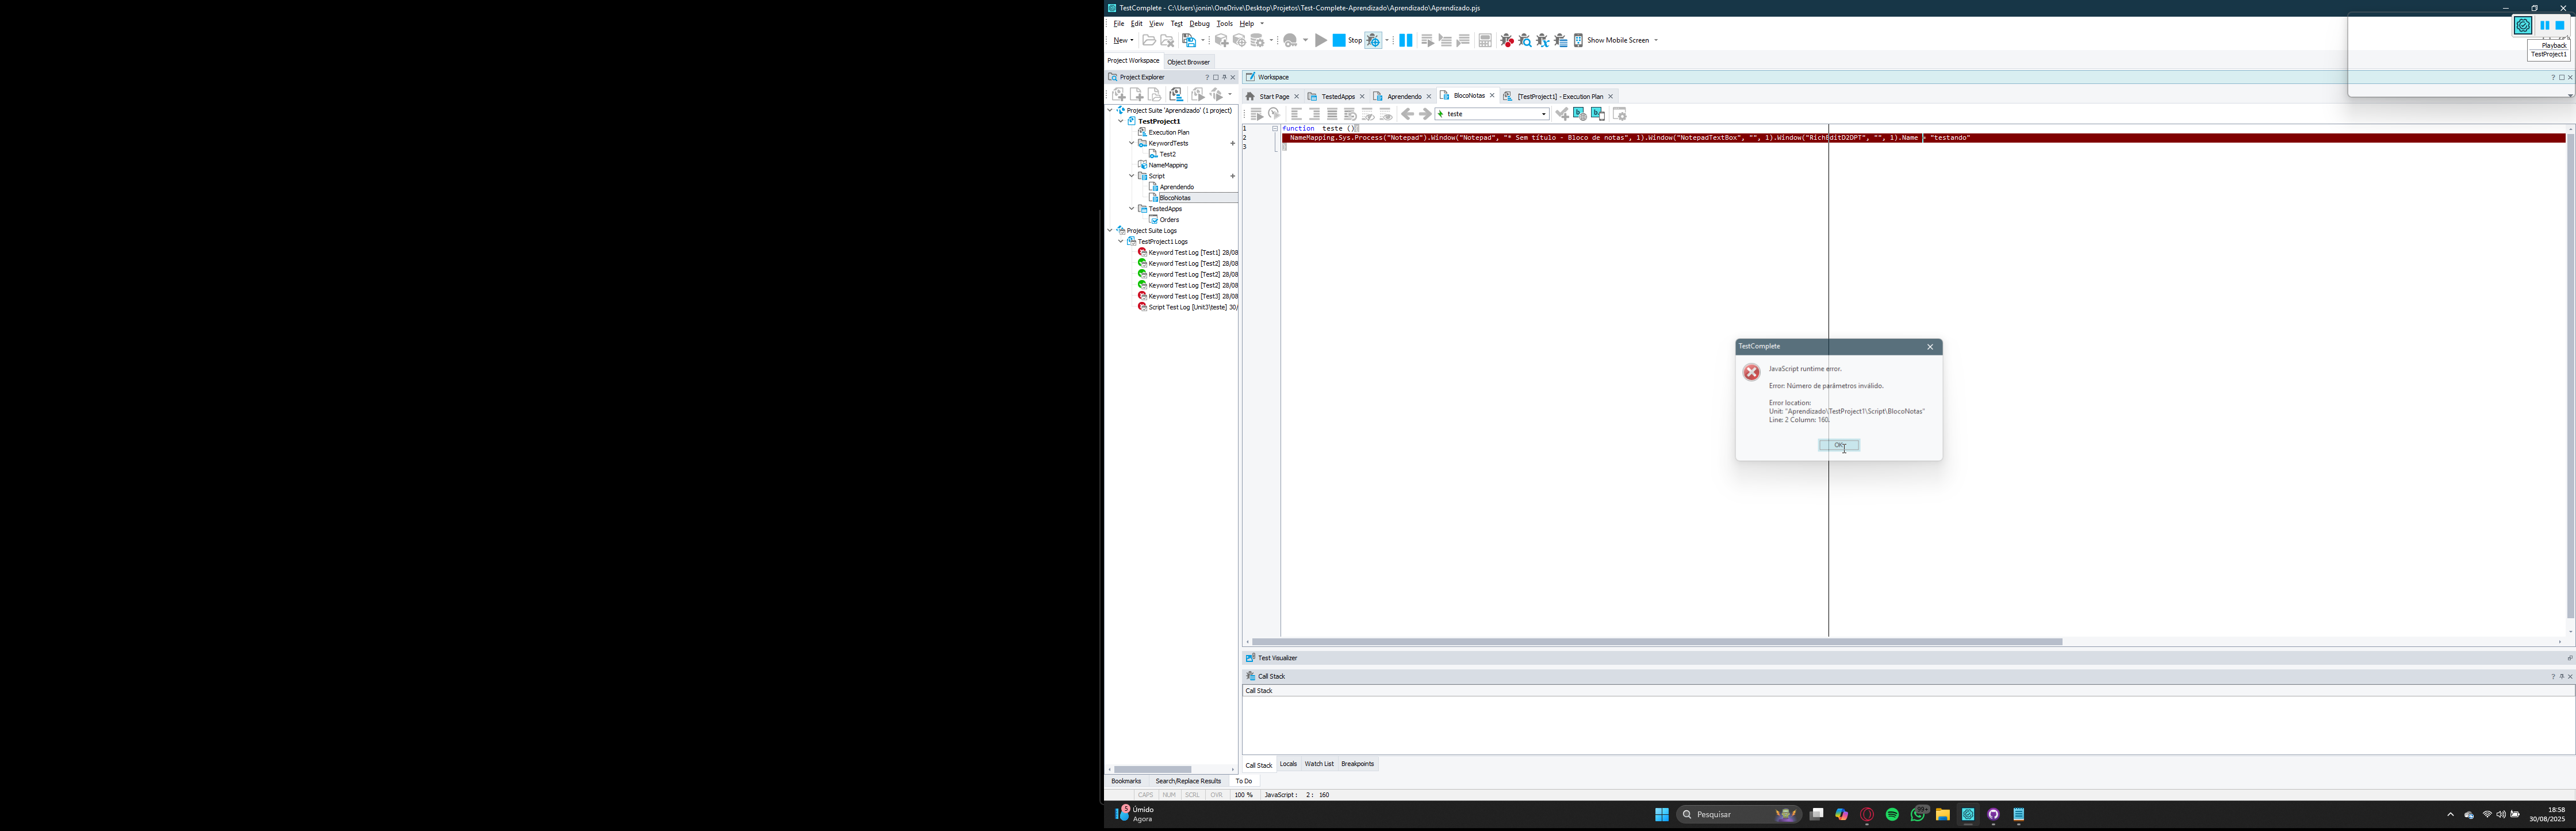 TestComplete - C:\Users\jonin\OneDrive\Desktop\Projetos\Test-Complete-Aprendizado\Aprendizado\Aprendizado.pjs
File Edit View Test Debug Tools Help
New Stop Show Mobile Screen
Playback
TestProject1
Project Workspace Object Browser
Project Explorer
Workspace
Start Page TestedApps Aprendendo BlocoNotas [TestProject1] - Execution Plan
teste
Project Suite 'Aprendizado' (1 project)
TestProject1
Execution Plan
KeywordTests
Test2
NameMapping
Script
Aprendendo
BlocoNotas
TestedApps
Orders
Project Suite Logs
TestProject1 Logs
Keyword Test Log [Test1] 28/08
Keyword Test Log [Test2] 28/08
Keyword Test Log [Test2] 28/08
Keyword Test Log [Test2] 28/08
Keyword Test Log [Test3] 28/08
Script Test Log [Unit3\teste] 30/
1 function teste (){
2 NameMapping.Sys.Process("Notepad").Window("Notepad", "* Sem título - Bloco de notas", 1).Window("NotepadTextBox", "", 1).Window("RichEditD2DPT", "", 1).Name = "testando"
3 }
TestComplete
JavaScript runtime error.
Error: Número de parâmetros inválido.
Error location:
Unit: "Aprendizado\TestProject1\Script\BlocoNotas"
Line: 2 Column: 160.
OK
Test Visualizer
Call Stack
Call Stack
Call Stack Locals Watch List Breakpoints
Bookmarks Search/Replace Results To Do
CAPS NUM SCRL OVR 100 % JavaScript: 2: 160
5
Úmido
Agora
Pesquisar
99+
18:58
30/08/2025